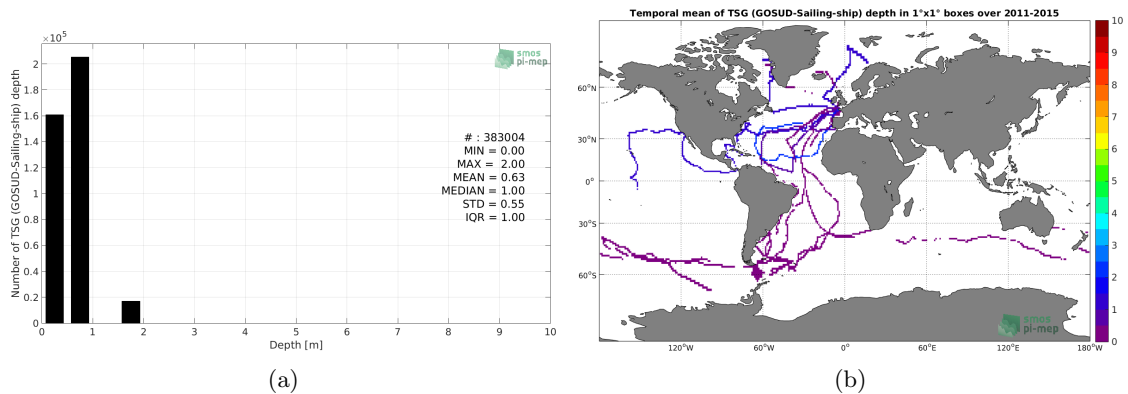 ×10⁵
2
1.8
1.6
1.4
1.2
1
0.8
0.6
0.4
0.2
0
Number of TSG (GOSUD-Sailing-ship) depth
0 1 2 3 4 5 6 7 8 9 10
Depth [m]
smos
pi-mep
# : 383004
MIN = 0.00
MAX = 2.00
MEAN = 0.63
MEDIAN = 1.00
STD = 0.55
IQR = 1.00
(a)
Temporal mean of TSG (GOSUD-Sailing-ship) depth in 1°x1° boxes over 2011-2015
60°N
30°N
0°
30°S
60°S
120°W 60°W 0° 60°E 120°E 180°W
smos
pi-mep
10
9
8
7
6
5
4
3
2
1
0
(b)